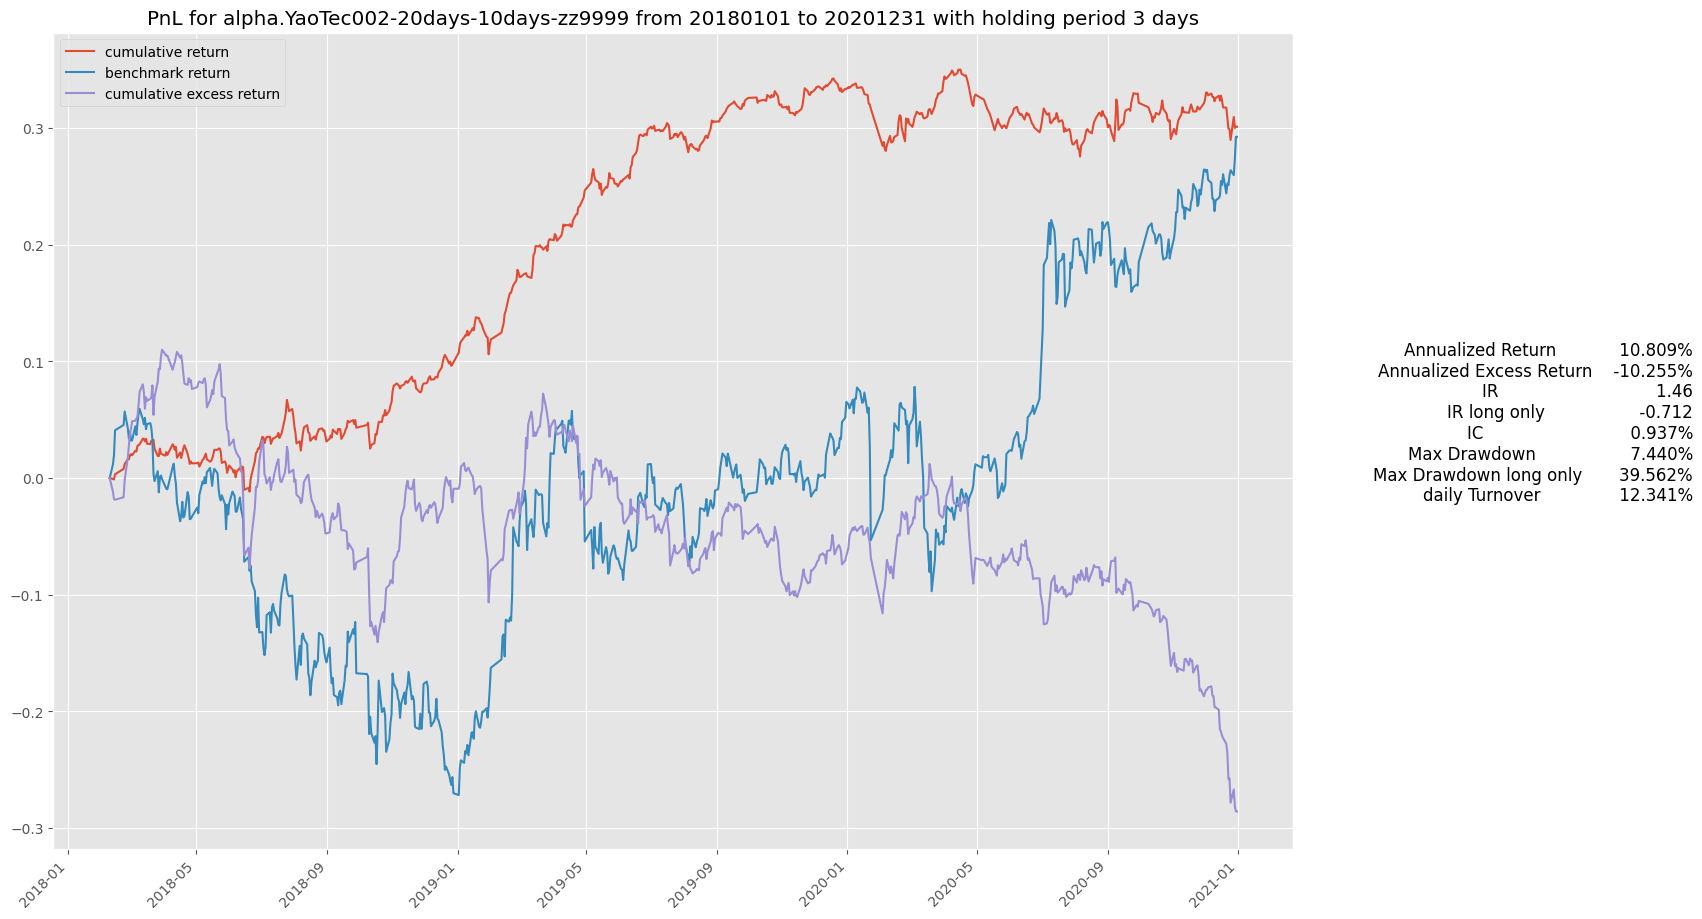 PnL for alpha.YaoTec002-20days-10days-zz9999 from 20180101 to 20201231 with holding period 3 days
cumulative return
benchmark return
cumulative excess return
0.3
0.2
0.1
0.0
−0.1
−0.2
−0.3
2018-01
2018-05
2018-09
2019-01
2019-05
2019-09
2020-01
2020-05
2020-09
2021-01
Annualized Return 10.809%
Annualized Excess Return -10.255%
IR 1.46
IR long only -0.712
IC 0.937%
Max Drawdown 7.440%
Max Drawdown long only 39.562%
daily Turnover 12.341%